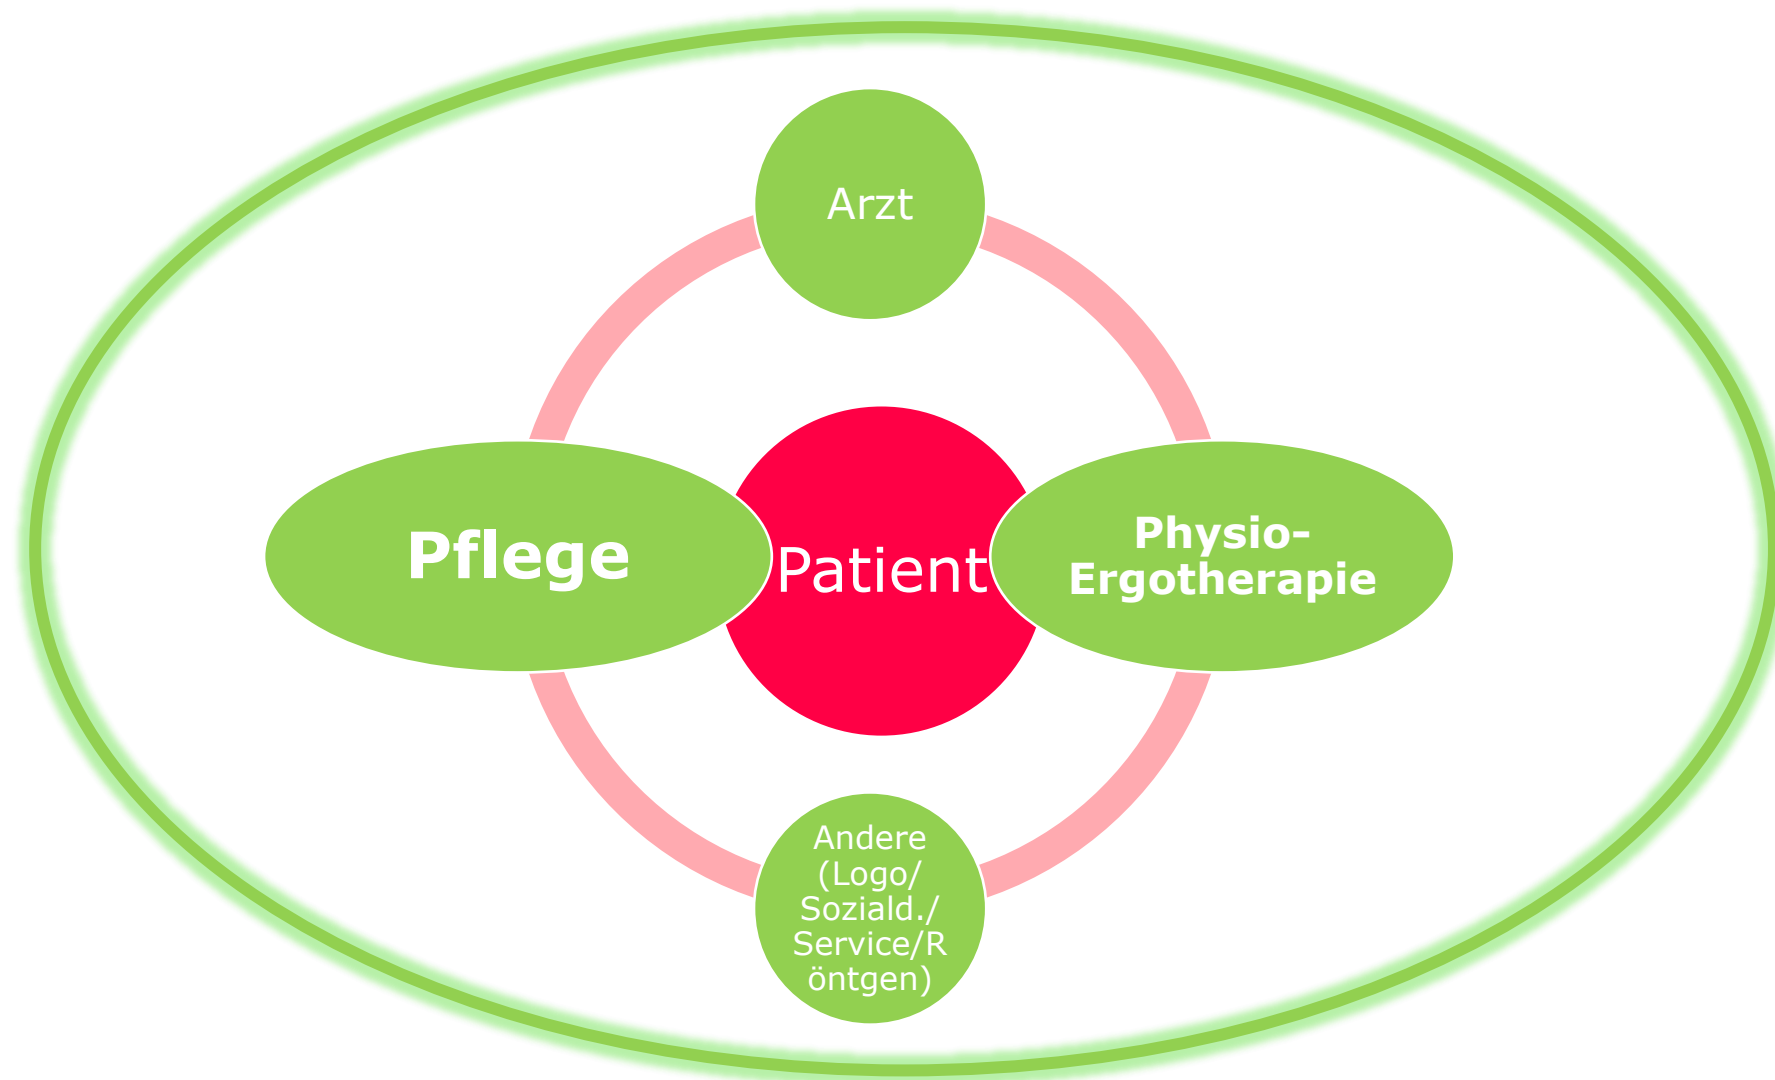 Arzt
Pflege
Patient
Physio–
Ergotherapie
Andere
(Logo/
Soziald./
Service/R
öntgen)